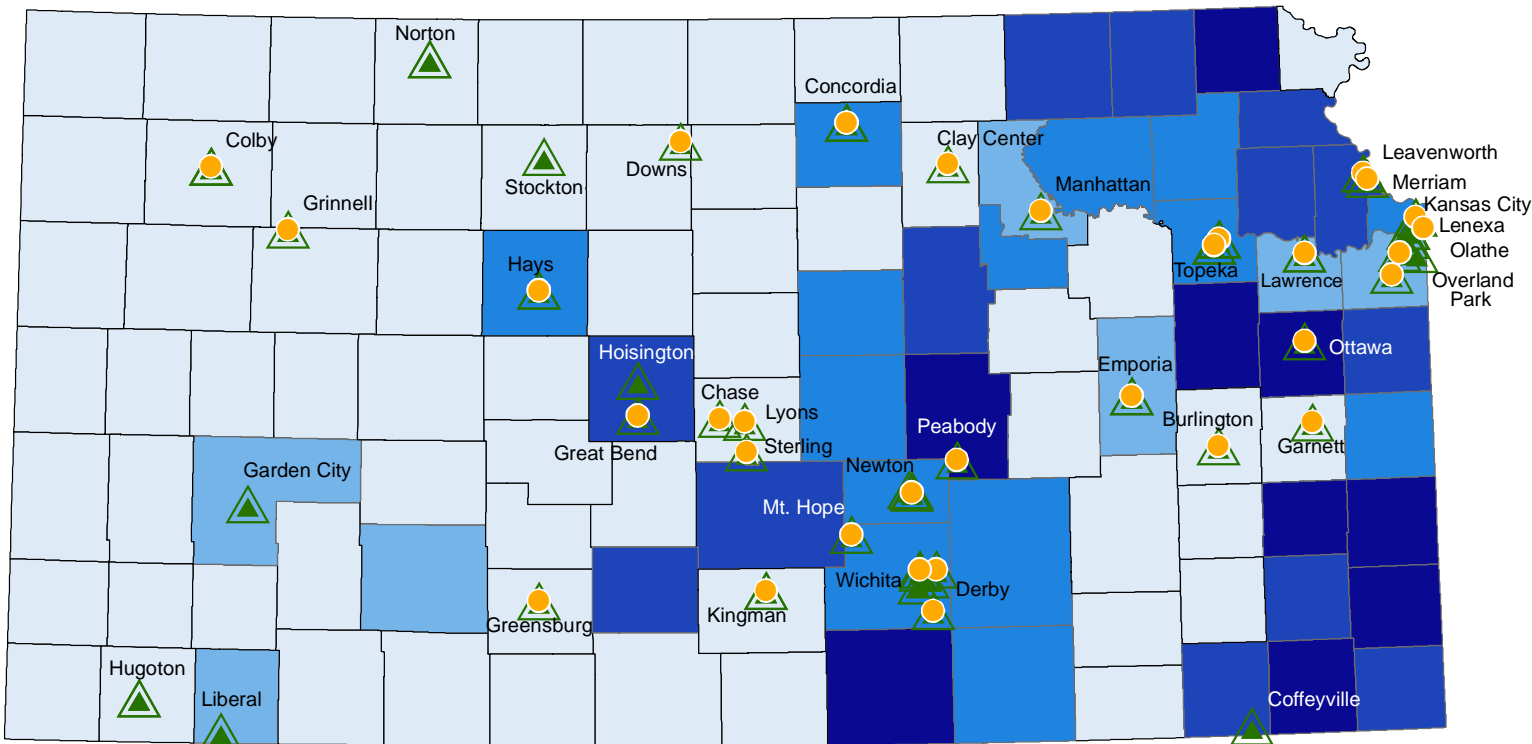 Norton
Concordia
Colby
Clay Center
Leavenworth
Downs
Stockton
Manhattan
Merriam
Grinnell
Kansas City
Lenexa
Olathe
Hays
Topeka
Lawrence
Overland
Park
Hoisington
Ottawa
Emporia
Chase
Lyons
Burlington
Peabody
Sterling
Garnett
Great Bend
Newton
Garden City
Mt. Hope
Wichita
Derby
Kingman
Greensburg
Hugoton
Liberal
Coffeyville